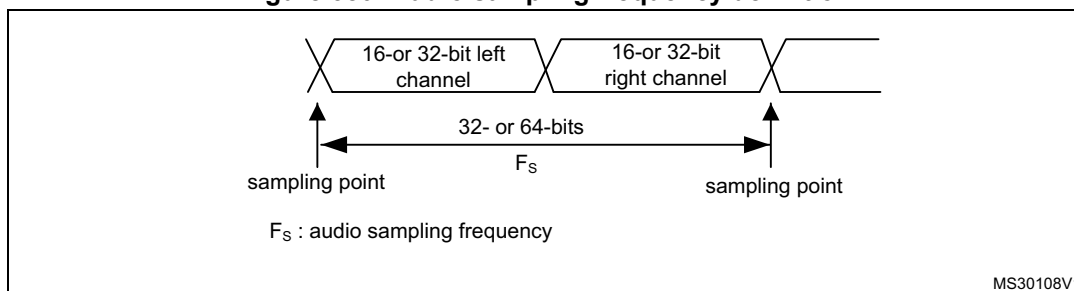 16-or 32-bit left
channel
16-or 32-bit
right channel
32- or 64-bits
FS
sampling point
sampling point
FS : audio sampling frequency
MS30108V